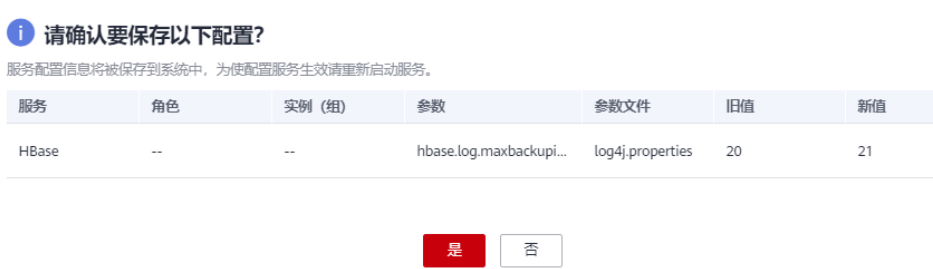 请确认要保存以下配置?
服务配置信息将被保存到系统中，为使配置服务生效请重新启动服务。
服务 角色 实例（组） 参数 参数文件 旧值 新值
HBase -- -- hbase.log.maxbackupi... log4j.properties 20 21
是 否